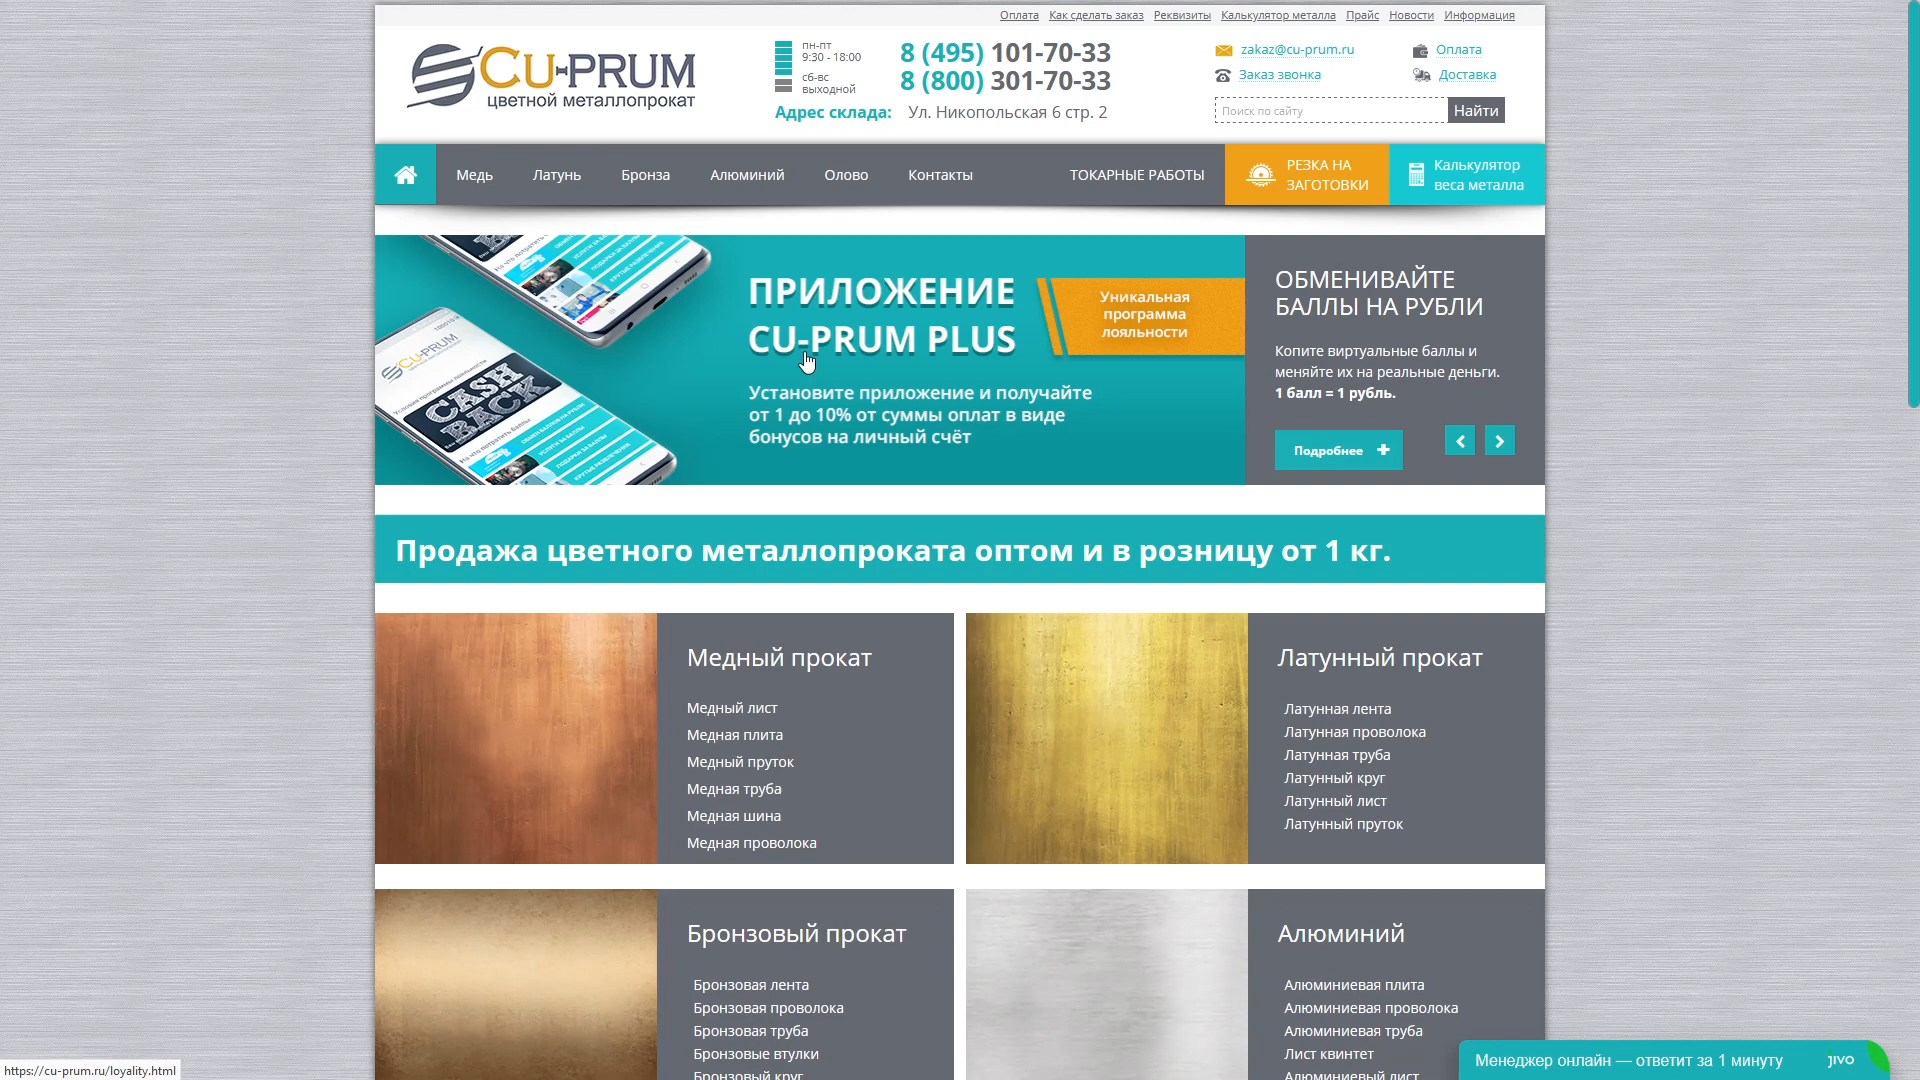 Оплата Как сделать заказ Реквизиты Калькулятор металла Прайс Новости Информация
CU-PRUM
цветной металлопрокат
пн-пт
9:30 - 18:00
сб-вс
выходной
8 (495) 101-70-33
8 (800) 301-70-33
Адрес склада: Ул. Никопольская 6 стр. 2
zakaz@cu-prum.ru
Оплата
Заказ звонка
Доставка
Поиск по сайту
Найти
Медь Латунь Бронза Алюминий Олово Контакты ТОКАРНЫЕ РАБОТЫ
РЕЗКА НА
ЗАГОТОВКИ
Калькулятор
веса металла
CU-PRUM
CASH
BACK
ПРИЛОЖЕНИЕ
CU-PRUM PLUS
Уникальная
программа
лояльности
Установите приложение и получайте
от 1 до 10% от суммы оплат в виде
бонусов на личный счёт
ОБМЕНИВАЙТЕ
БАЛЛЫ НА РУБЛИ
Копите виртуальные баллы и
меняйте их на реальные деньги.
1 балл = 1 рубль.
Подробнее
Продажа цветного металлопроката оптом и в розницу от 1 кг.
Медный прокат
Медный лист
Медная плита
Медный пруток
Медная труба
Медная шина
Медная проволока
Латунный прокат
Латунная лента
Латунная проволока
Латунная труба
Латунный круг
Латунный лист
Латунный пруток
Бронзовый прокат
Бронзовая лента
Бронзовая проволока
Бронзовая труба
Бронзовые втулки
Бронзовый круг
Алюминий
Алюминиевая плита
Алюминиевая проволока
Алюминиевая труба
Лист квинтет
Алюминиевый лист
Менеджер онлайн — ответит за 1 минуту
JIVO
https://cu-prum.ru/loyality.html